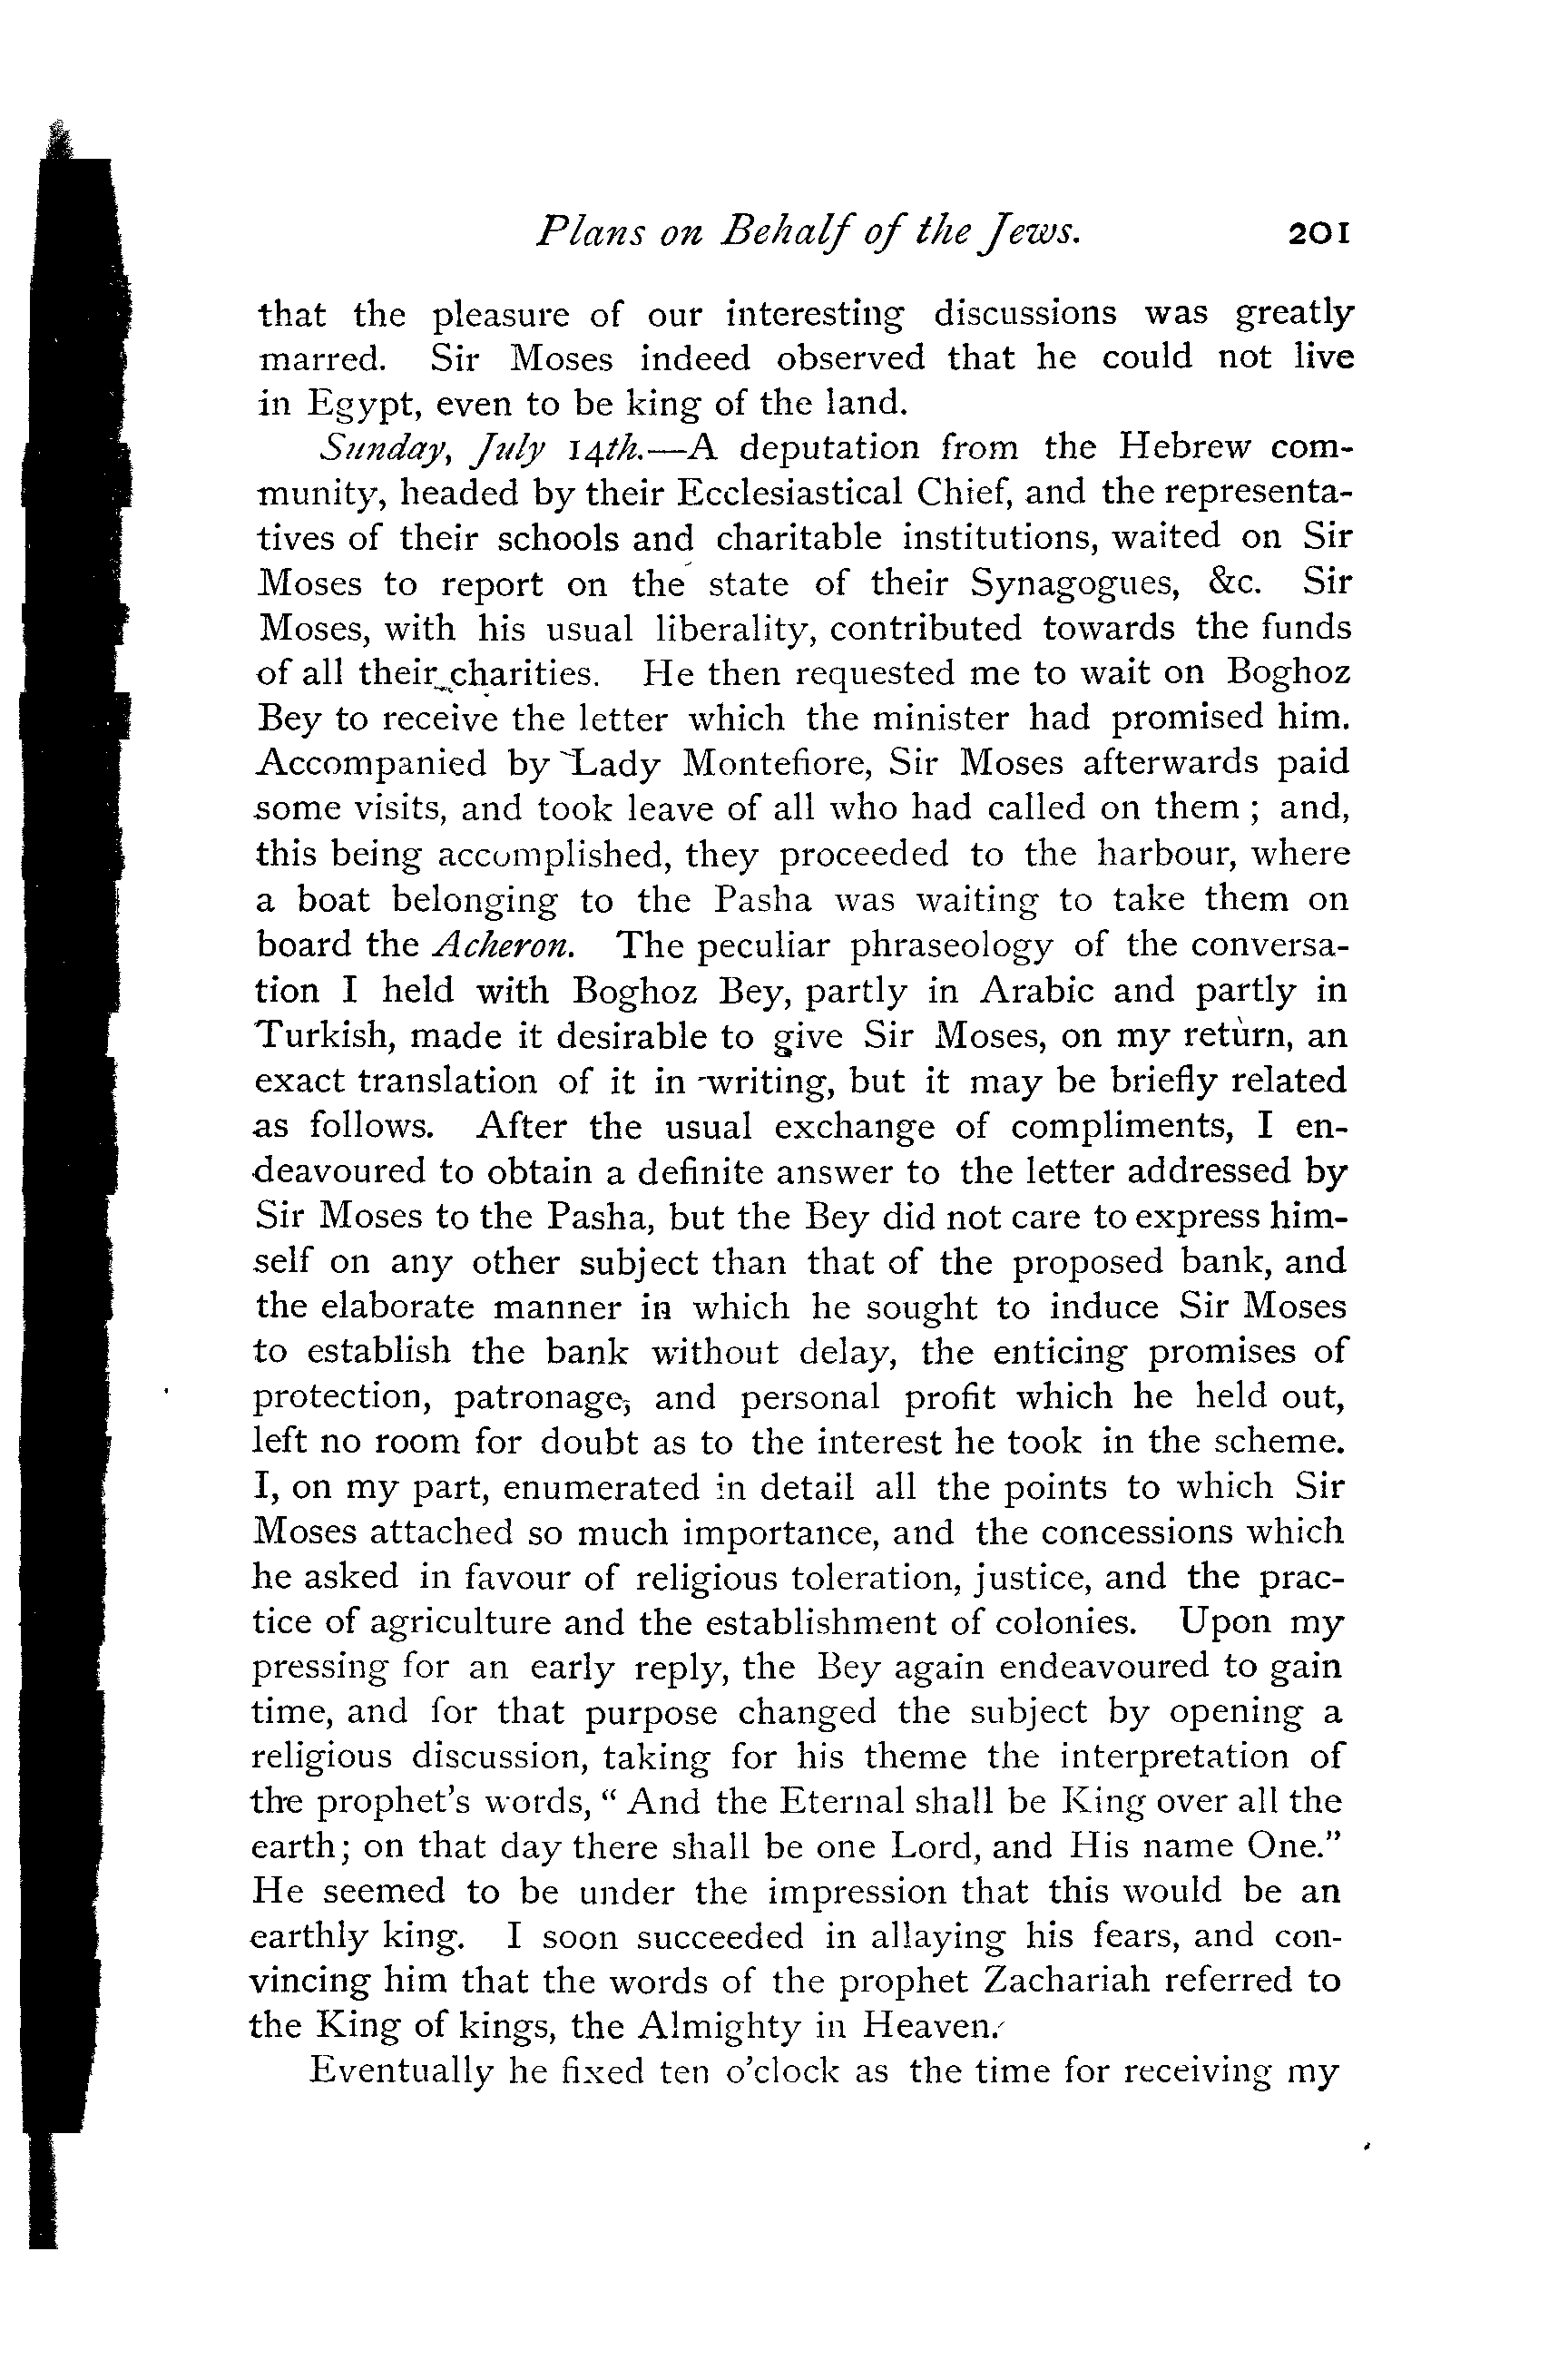 Plans on Behalf of the Jews. 201
that the pleasure of our interesting discussions was greatly
marred. Sir Moses indeed observed that he could not live
in Egypt, even to be king of the land.
Sunday, July 14th.—A deputation from the Hebrew com-
munity, headed by their Ecclesiastical Chief, and the representa-
tives of their schools and charitable institutions, waited on Sir
Moses to report on the state of their Synagogues, &c. Sir
Moses, with his usual liberality, contributed towards the funds
of all their charities. He then requested me to wait on Boghoz
Bey to receive the letter which the minister had promised him.
Accompanied by Lady Montefiore, Sir Moses afterwards paid
some visits, and took leave of all who had called on them ; and,
this being accomplished, they proceeded to the harbour, where
a boat belonging to the Pasha was waiting to take them on
board the Acheron. The peculiar phraseology of the conversa-
tion I held with Boghoz Bey, partly in Arabic and partly in
Turkish, made it desirable to give Sir Moses, on my return, an
exact translation of it in writing, but it may be briefly related
as follows. After the usual exchange of compliments, I en-
deavoured to obtain a definite answer to the letter addressed by
Sir Moses to the Pasha, but the Bey did not care to express him-
self on any other subject than that of the proposed bank, and
the elaborate manner in which he sought to induce Sir Moses
to establish the bank without delay, the enticing promises of
protection, patronage, and personal profit which he held out,
left no room for doubt as to the interest he took in the scheme.
I, on my part, enumerated in detail all the points to which Sir
Moses attached so much importance, and the concessions which
he asked in favour of religious toleration, justice, and the prac-
tice of agriculture and the establishment of colonies. Upon my
pressing for an early reply, the Bey again endeavoured to gain
time, and for that purpose changed the subject by opening a
religious discussion, taking for his theme the interpretation of
the prophet's words, “ And the Eternal shall be King over all the
earth; on that day there shall be one Lord, and His name One.”
He seemed to be under the impression that this would be an
earthly king. I soon succeeded in allaying his fears, and con-
vincing him that the words of the prophet Zachariah referred to
the King of kings, the Almighty in Heaven.
Eventually he fixed ten o'clock as the time for receiving my